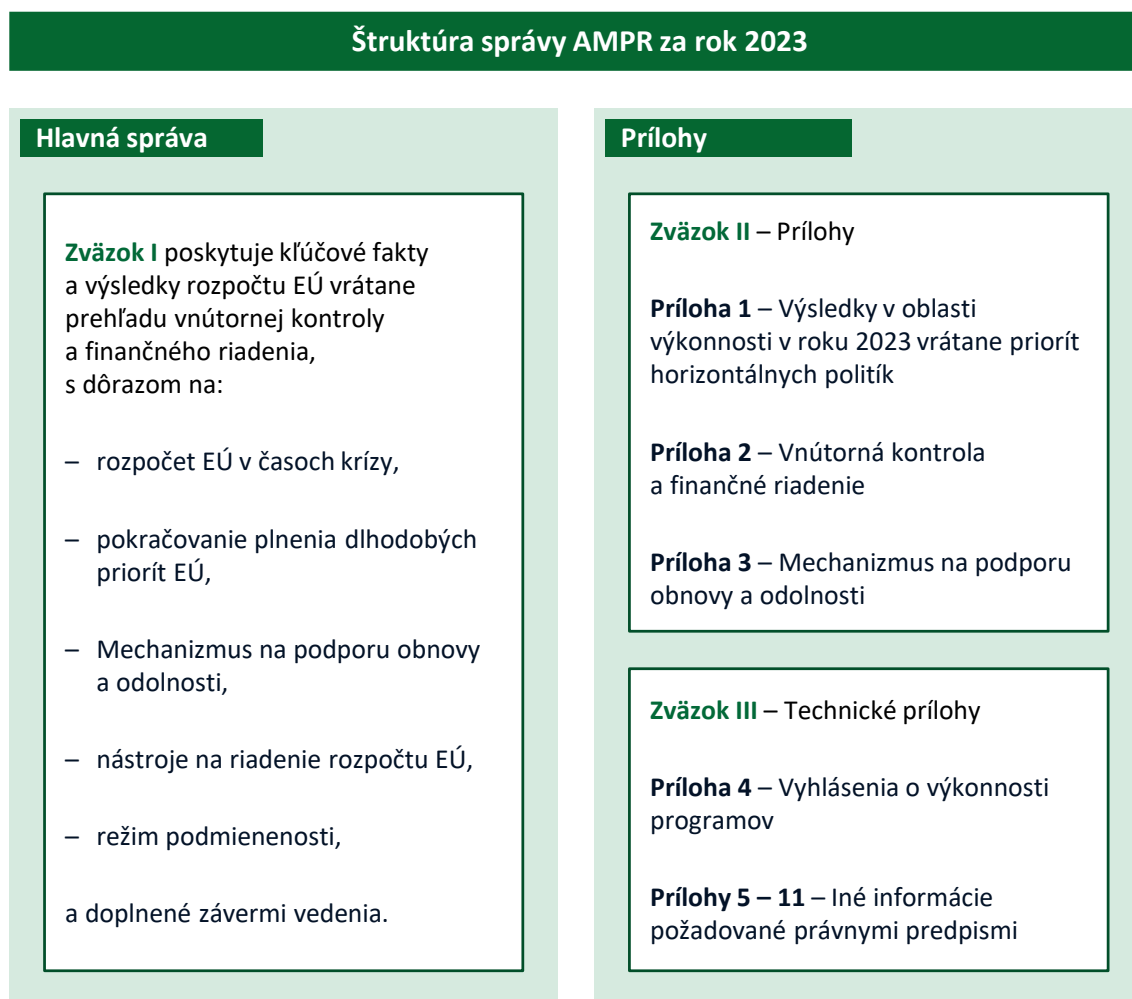 Štruktúra správy AMPR za rok 2023
Hlavná správa
Zväzok I poskytuje kľúčové fakty
a výsledky rozpočtu EÚ vrátane
prehľadu vnútornej kontroly
a finančného riadenia,
s dôrazom na:
– rozpočet EÚ v časoch krízy,
– pokračovanie plnenia dlhodobých
priorít EÚ,
– Mechanizmus na podporu obnovy
a odolnosti,
– nástroje na riadenie rozpočtu EÚ,
– režim podmienenosti,
a doplnené závermi vedenia.
Prílohy
Zväzok II – Prílohy
Príloha 1 – Výsledky v oblasti
výkonnosti v roku 2023 vrátane priorít
horizontálnych politík
Príloha 2 – Vnútorná kontrola
a finančné riadenie
Príloha 3 – Mechanizmus na podporu
obnovy a odolnosti
Zväzok III – Technické prílohy
Príloha 4 – Vyhlásenia o výkonnosti
programov
Prílohy 5 – 11 – Iné informácie
požadované právnymi predpismi